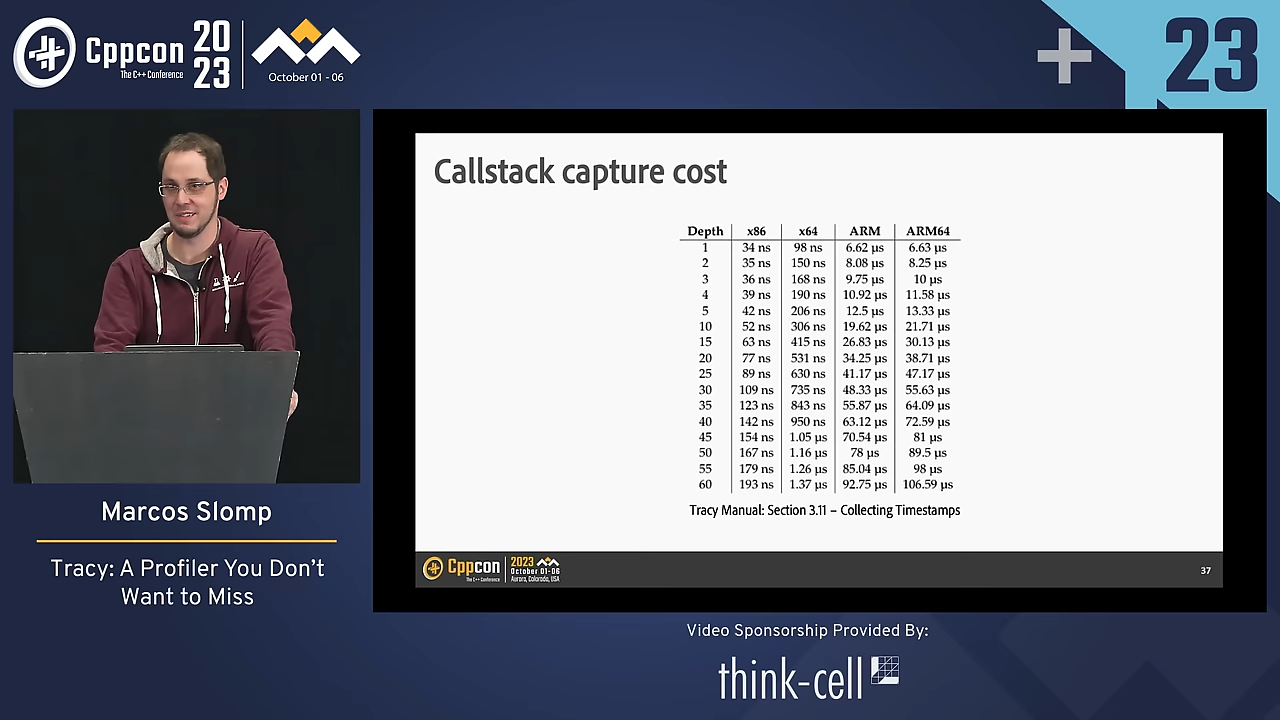 Cppcon
The C++ Conference
20
23
October 01 - 06
23
Callstack capture cost
Depth x86 x64 ARM ARM64
1 34 ns 98 ns 6.62 µs 6.63 µs
2 35 ns 150 ns 8.08 µs 8.25 µs
3 36 ns 168 ns 9.75 µs 10 µs
4 39 ns 190 ns 10.92 µs 11.58 µs
5 42 ns 206 ns 12.5 µs 13.33 µs
10 52 ns 306 ns 19.62 µs 21.71 µs
15 63 ns 415 ns 26.83 µs 30.13 µs
20 77 ns 531 ns 34.25 µs 38.71 µs
25 89 ns 630 ns 41.17 µs 47.17 µs
30 109 ns 735 ns 48.33 µs 55.63 µs
35 123 ns 843 ns 55.87 µs 64.09 µs
40 142 ns 950 ns 63.12 µs 72.59 µs
45 154 ns 1.05 µs 70.54 µs 81 µs
50 167 ns 1.16 µs 78 µs 89.5 µs
55 179 ns 1.26 µs 85.04 µs 98 µs
60 193 ns 1.37 µs 92.75 µs 106.59 µs
Tracy Manual: Section 3.11 – Collecting Timestamps
Cppcon
The C++ Conference
2023
October 01-06
Aurora, Colorado, USA
37
Marcos Slomp
Tracy: A Profiler You Don't
Want to Miss
Video Sponsorship Provided By:
think-cell